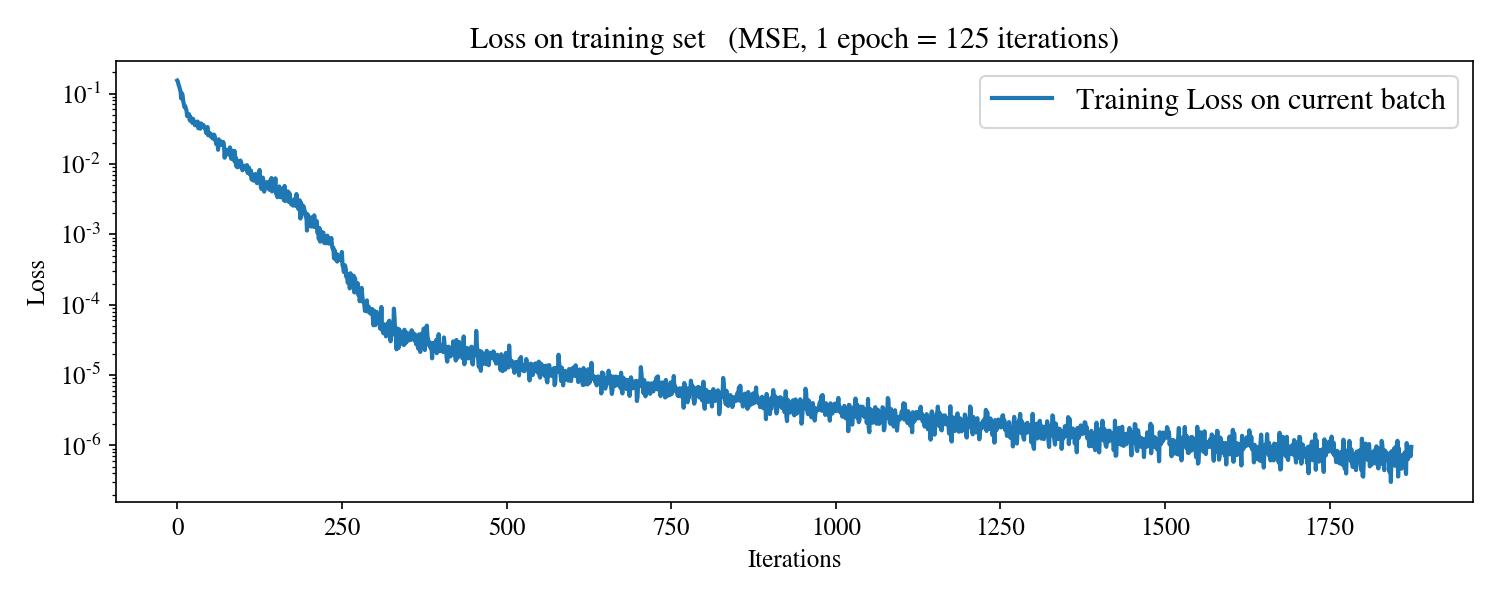 Loss on training set (MSE, 1 epoch = 125 iterations)
Training Loss on current batch
10^-1
10^-2
10^-3
10^-4
10^-5
10^-6
Loss
0 250 500 750 1000 1250 1500 1750
Iterations